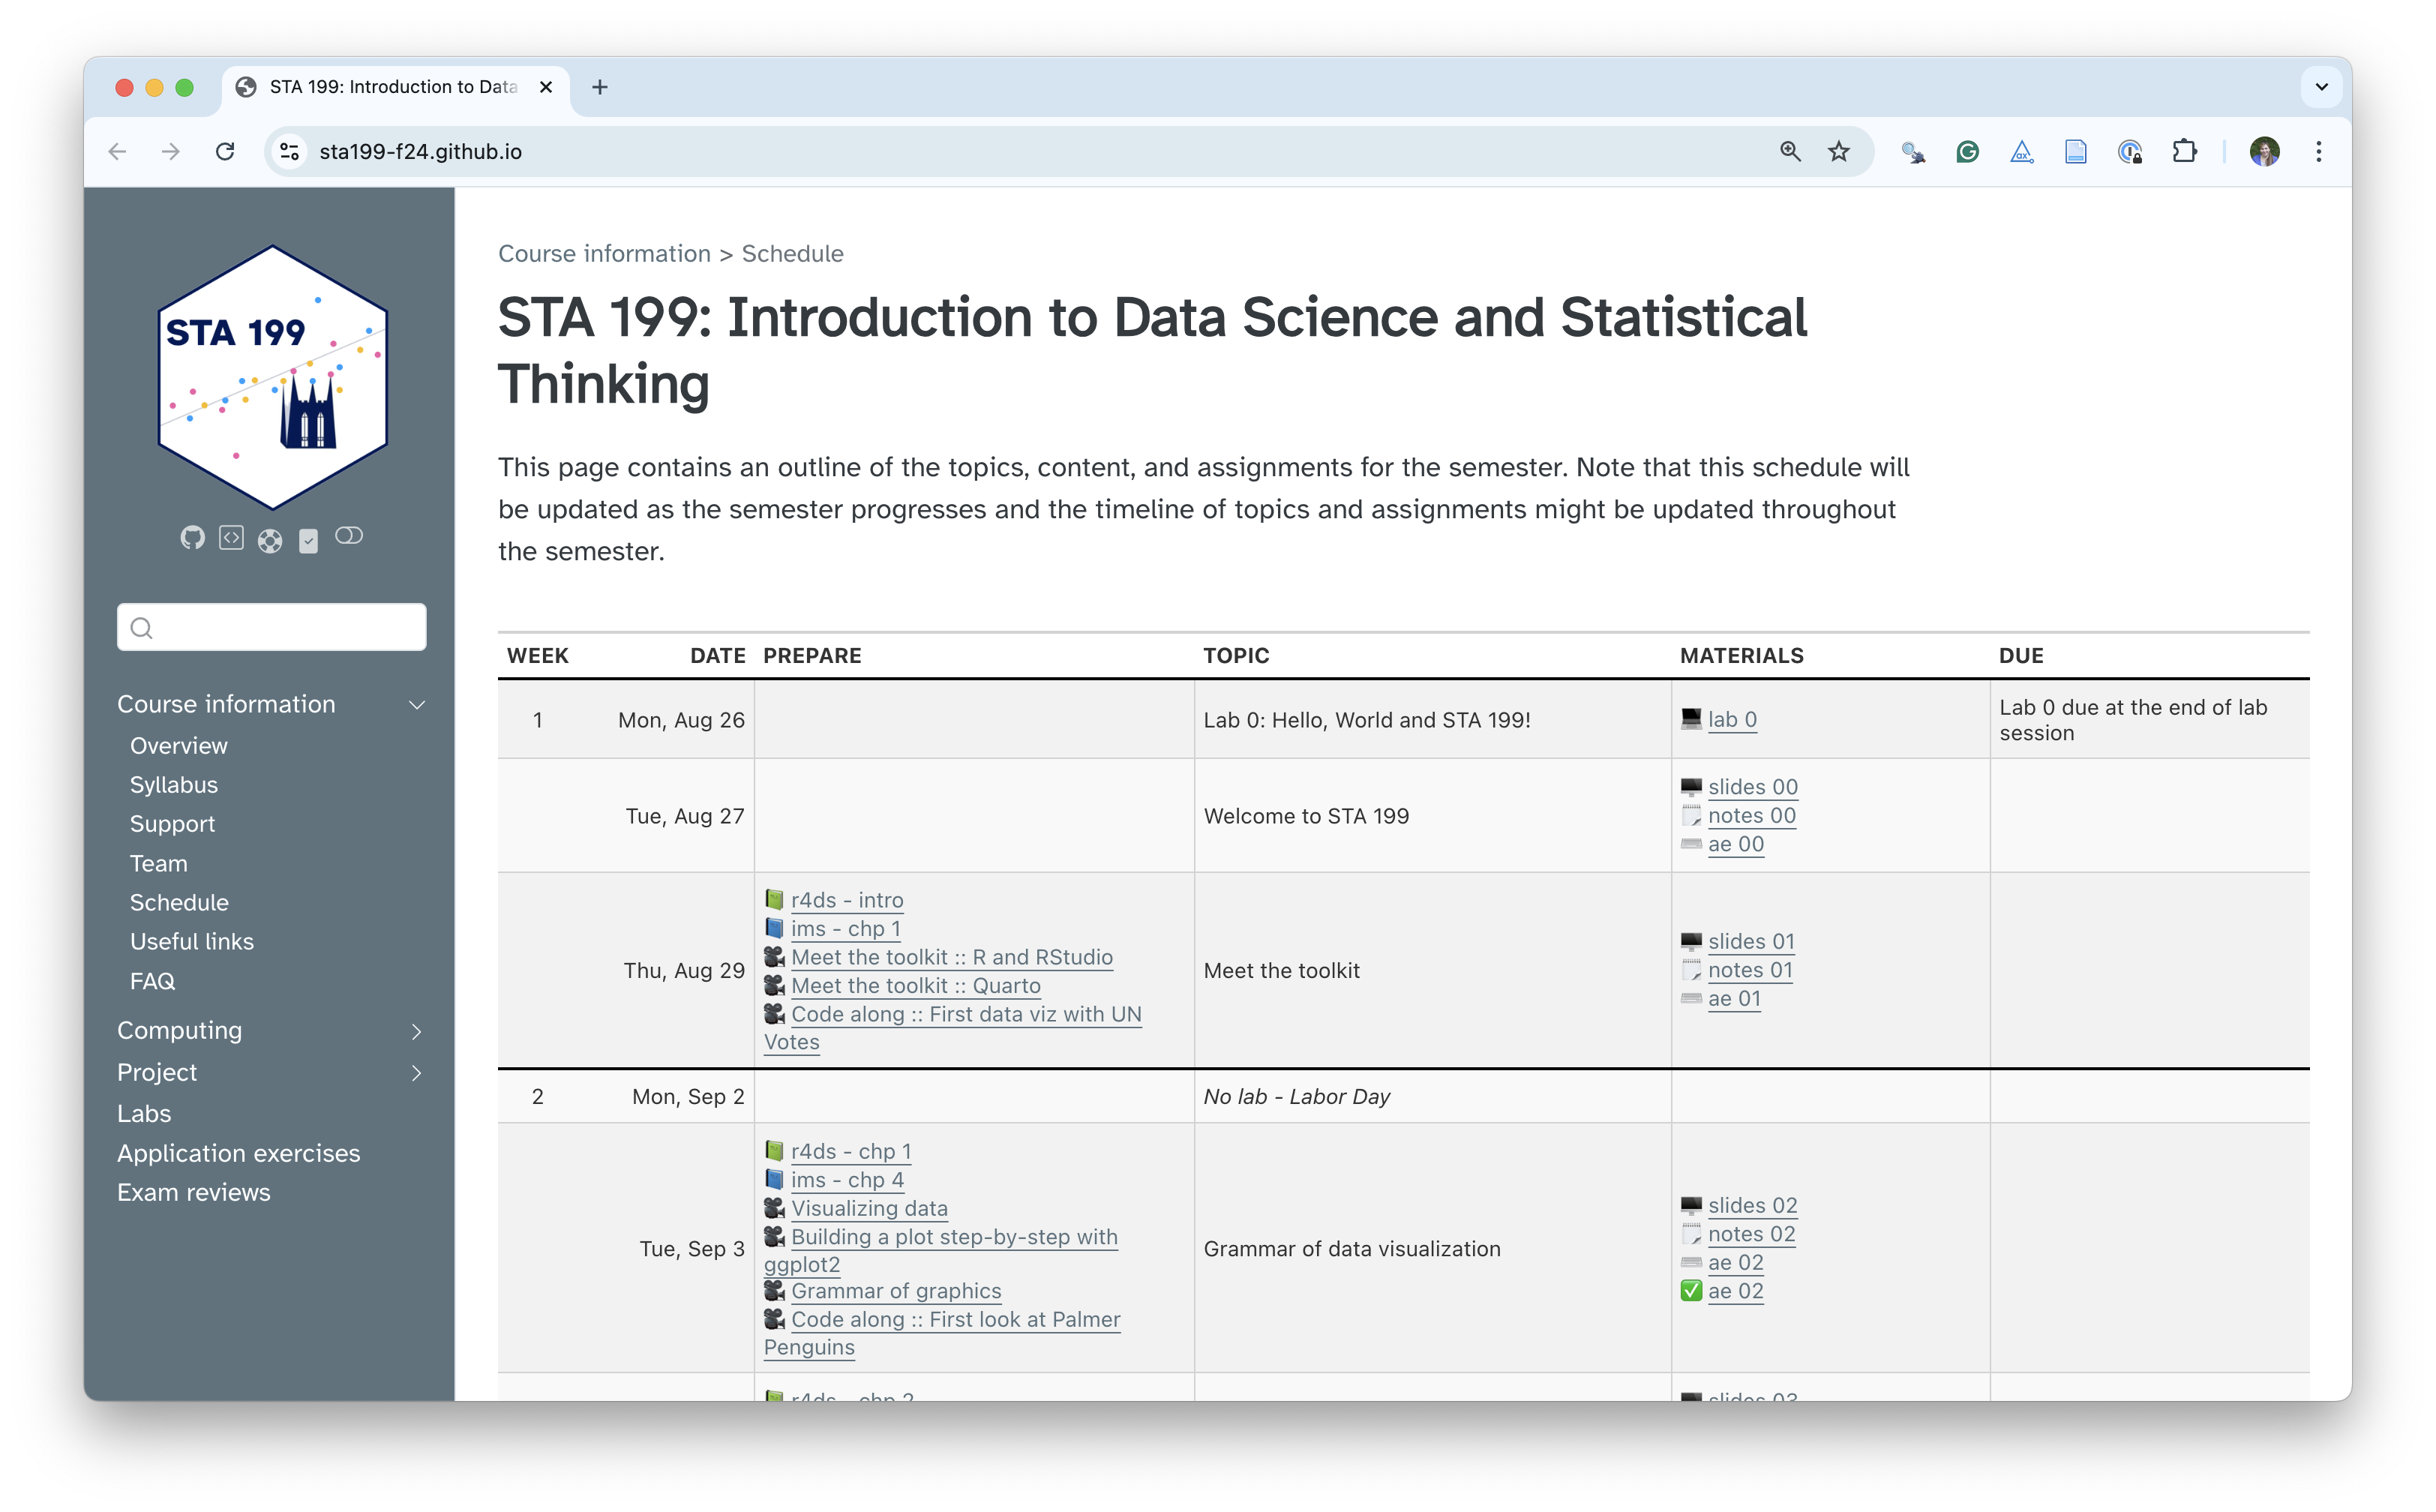 STA 199: Introduction to Data
sta199-f24.github.io
STA 199
Course information
Overview
Syllabus
Support
Team
Schedule
Useful links
FAQ
Computing
Project
Labs
Application exercises
Exam reviews
Course information > Schedule
STA 199: Introduction to Data Science and Statistical
Thinking
This page contains an outline of the topics, content, and assignments for the semester. Note that this schedule will
be updated as the semester progresses and the timeline of topics and assignments might be updated throughout
the semester.
WEEK DATE PREPARE TOPIC MATERIALS DUE
1 Mon, Aug 26 Lab 0: Hello, World and STA 199! lab 0 Lab 0 due at the end of lab
session
Tue, Aug 27 Welcome to STA 199
slides 00
notes 00
ae 00
Thu, Aug 29
r4ds - intro
ims - chp 1
Meet the toolkit :: R and RStudio
Meet the toolkit :: Quarto
Code along :: First data viz with UN
Votes
Meet the toolkit
slides 01
notes 01
ae 01
2 Mon, Sep 2 No lab - Labor Day
Tue, Sep 3
r4ds - chp 1
ims - chp 4
Visualizing data
Building a plot step-by-step with
ggplot2
Grammar of graphics
Code along :: First look at Palmer
Penguins
Grammar of data visualization
slides 02
notes 02
ae 02
ae 02
r4ds - chp 2
slides 03